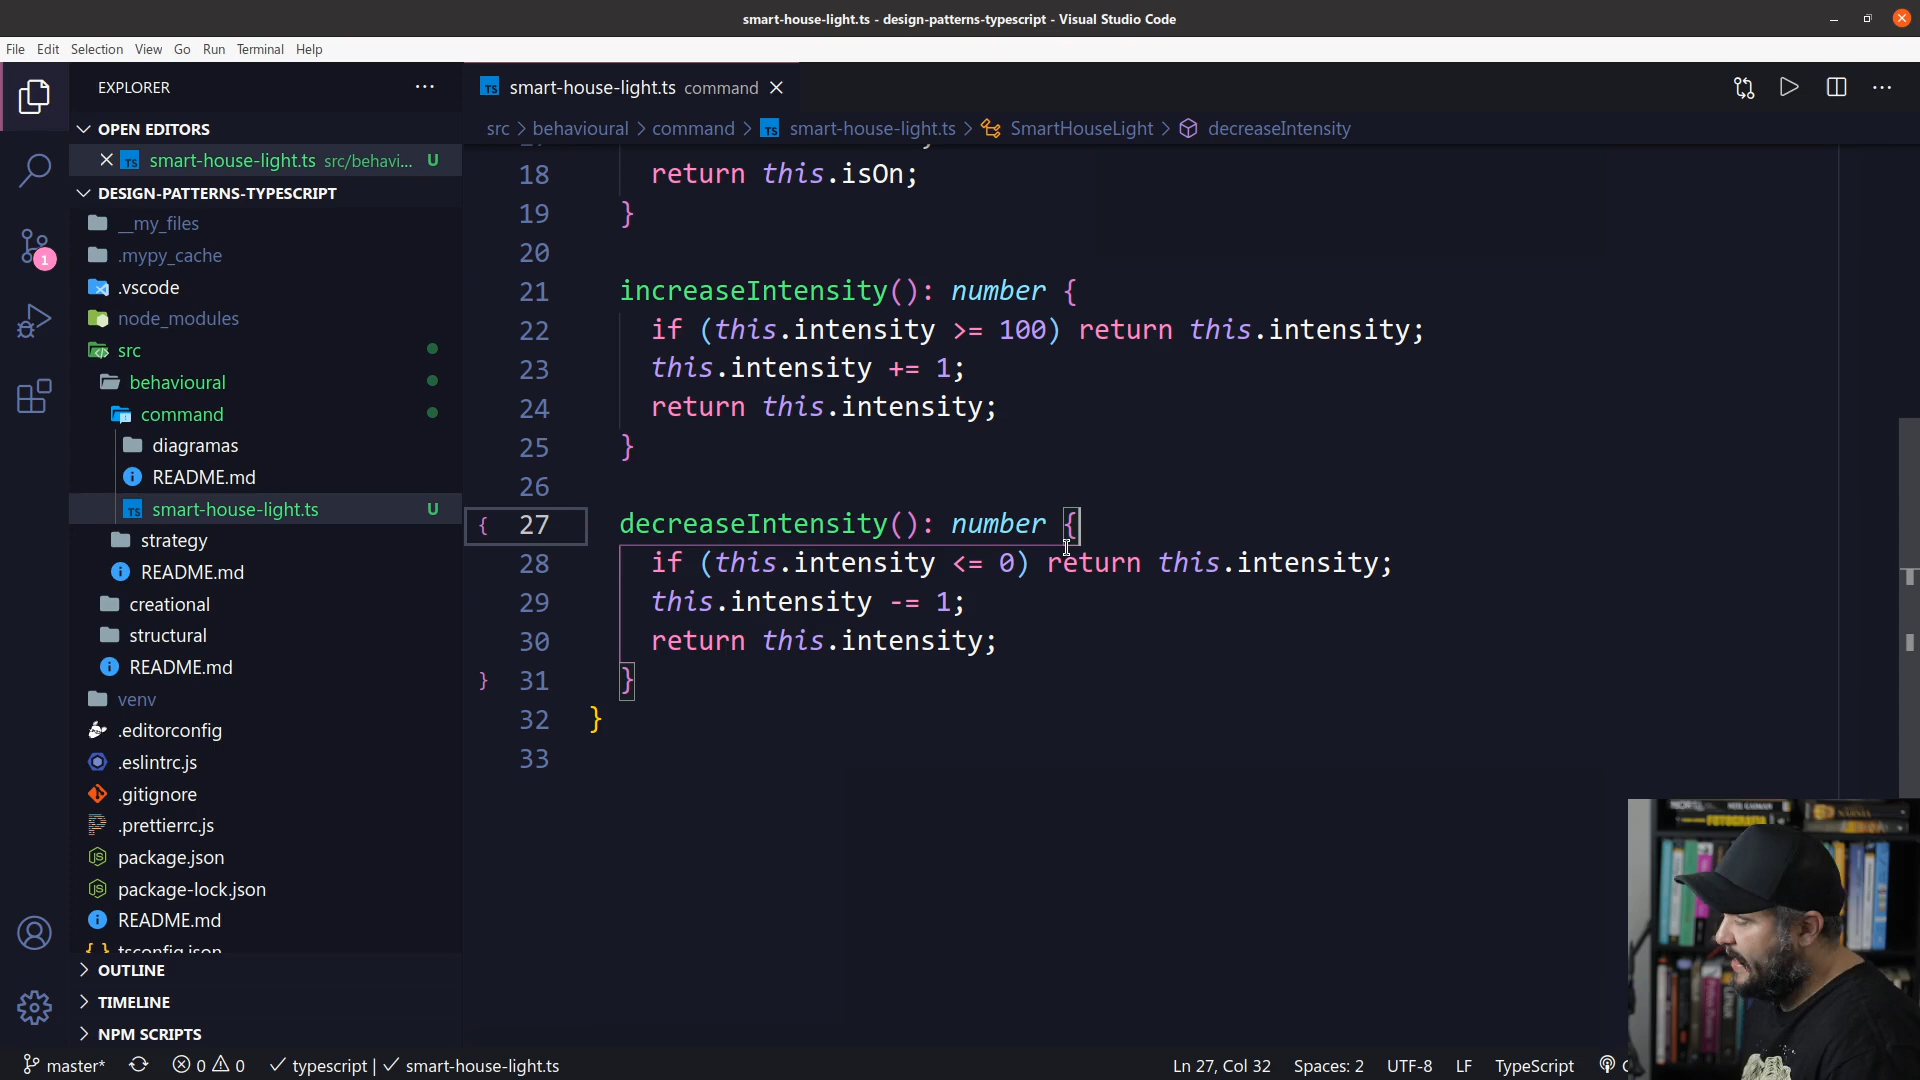 smart-house-light.ts - design-patterns-typescript - Visual Studio Code
File Edit Selection View Go Run Terminal Help
EXPLORER
OPEN EDITORS
smart-house-light.ts src/behavi... U
DESIGN-PATTERNS-TYPESCRIPT
__my_files
.mypy_cache
.vscode
node_modules
src
behavioural
command
diagramas
README.md
smart-house-light.ts U
strategy
README.md
creational
structural
README.md
venv
.editorconfig
.eslintrc.js
.gitignore
.prettierrc.js
package.json
package-lock.json
README.md
tsconfig.json
OUTLINE
TIMELINE
NPM SCRIPTS
1
smart-house-light.ts command
src > behavioural > command > smart-house-light.ts > SmartHouseLight > decreaseIntensity
18 return this.isOn;
19 }
20
21 increaseIntensity(): number {
22 if (this.intensity >= 100) return this.intensity;
23 this.intensity += 1;
24 return this.intensity;
25 }
26
27 decreaseIntensity(): number {
28 if (this.intensity <= 0) return this.intensity;
29 this.intensity -= 1;
30 return this.intensity;
31 }
32 }
33
master* 0 0 typescript | smart-house-light.ts
Ln 27, Col 32 Spaces: 2 UTF-8 LF TypeScript